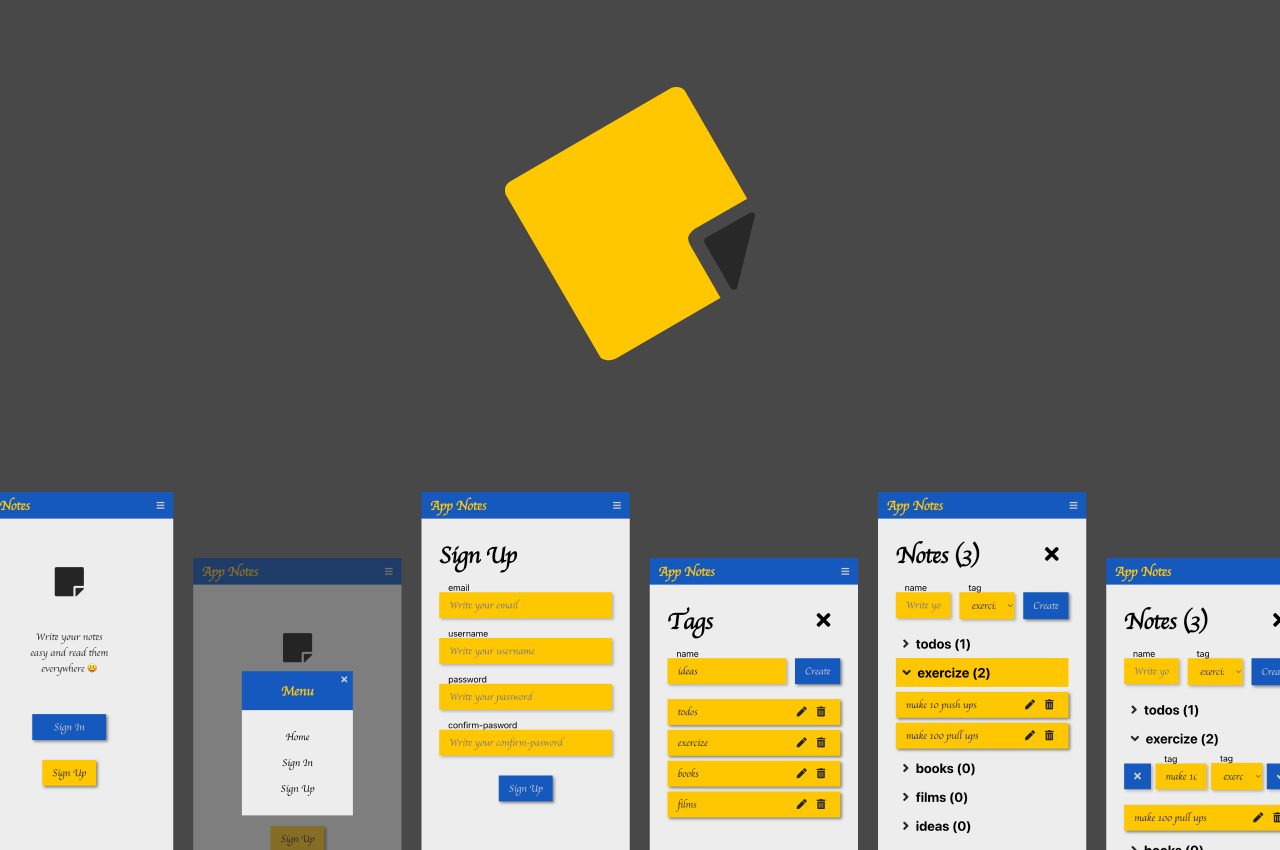 Notes
Write your notes
easy and read them
everywhere 😃
Sign In
Sign Up
App Notes
Menu
Home
Sign In
Sign Up
Sign Up
App Notes
Sign Up
email
Write your email
username
Write your username
password
Write your password
confirm-pasword
Write your confirm-pasword
Sign Up
App Notes
Tags
name
ideas
Create
todos
exercize
books
films
App Notes
Notes (3)
name
tag
Write yo
exerci:
Create
todos (1)
exercize (2)
make 10 push ups
make 100 pull ups
books (0)
films (0)
ideas (0)
App Notes
Notes (3)
name
tag
Write yo
exerci:
Crea
todos (1)
exercize (2)
tag
tag
make 1
exerc
make 100 pull ups
books (0)